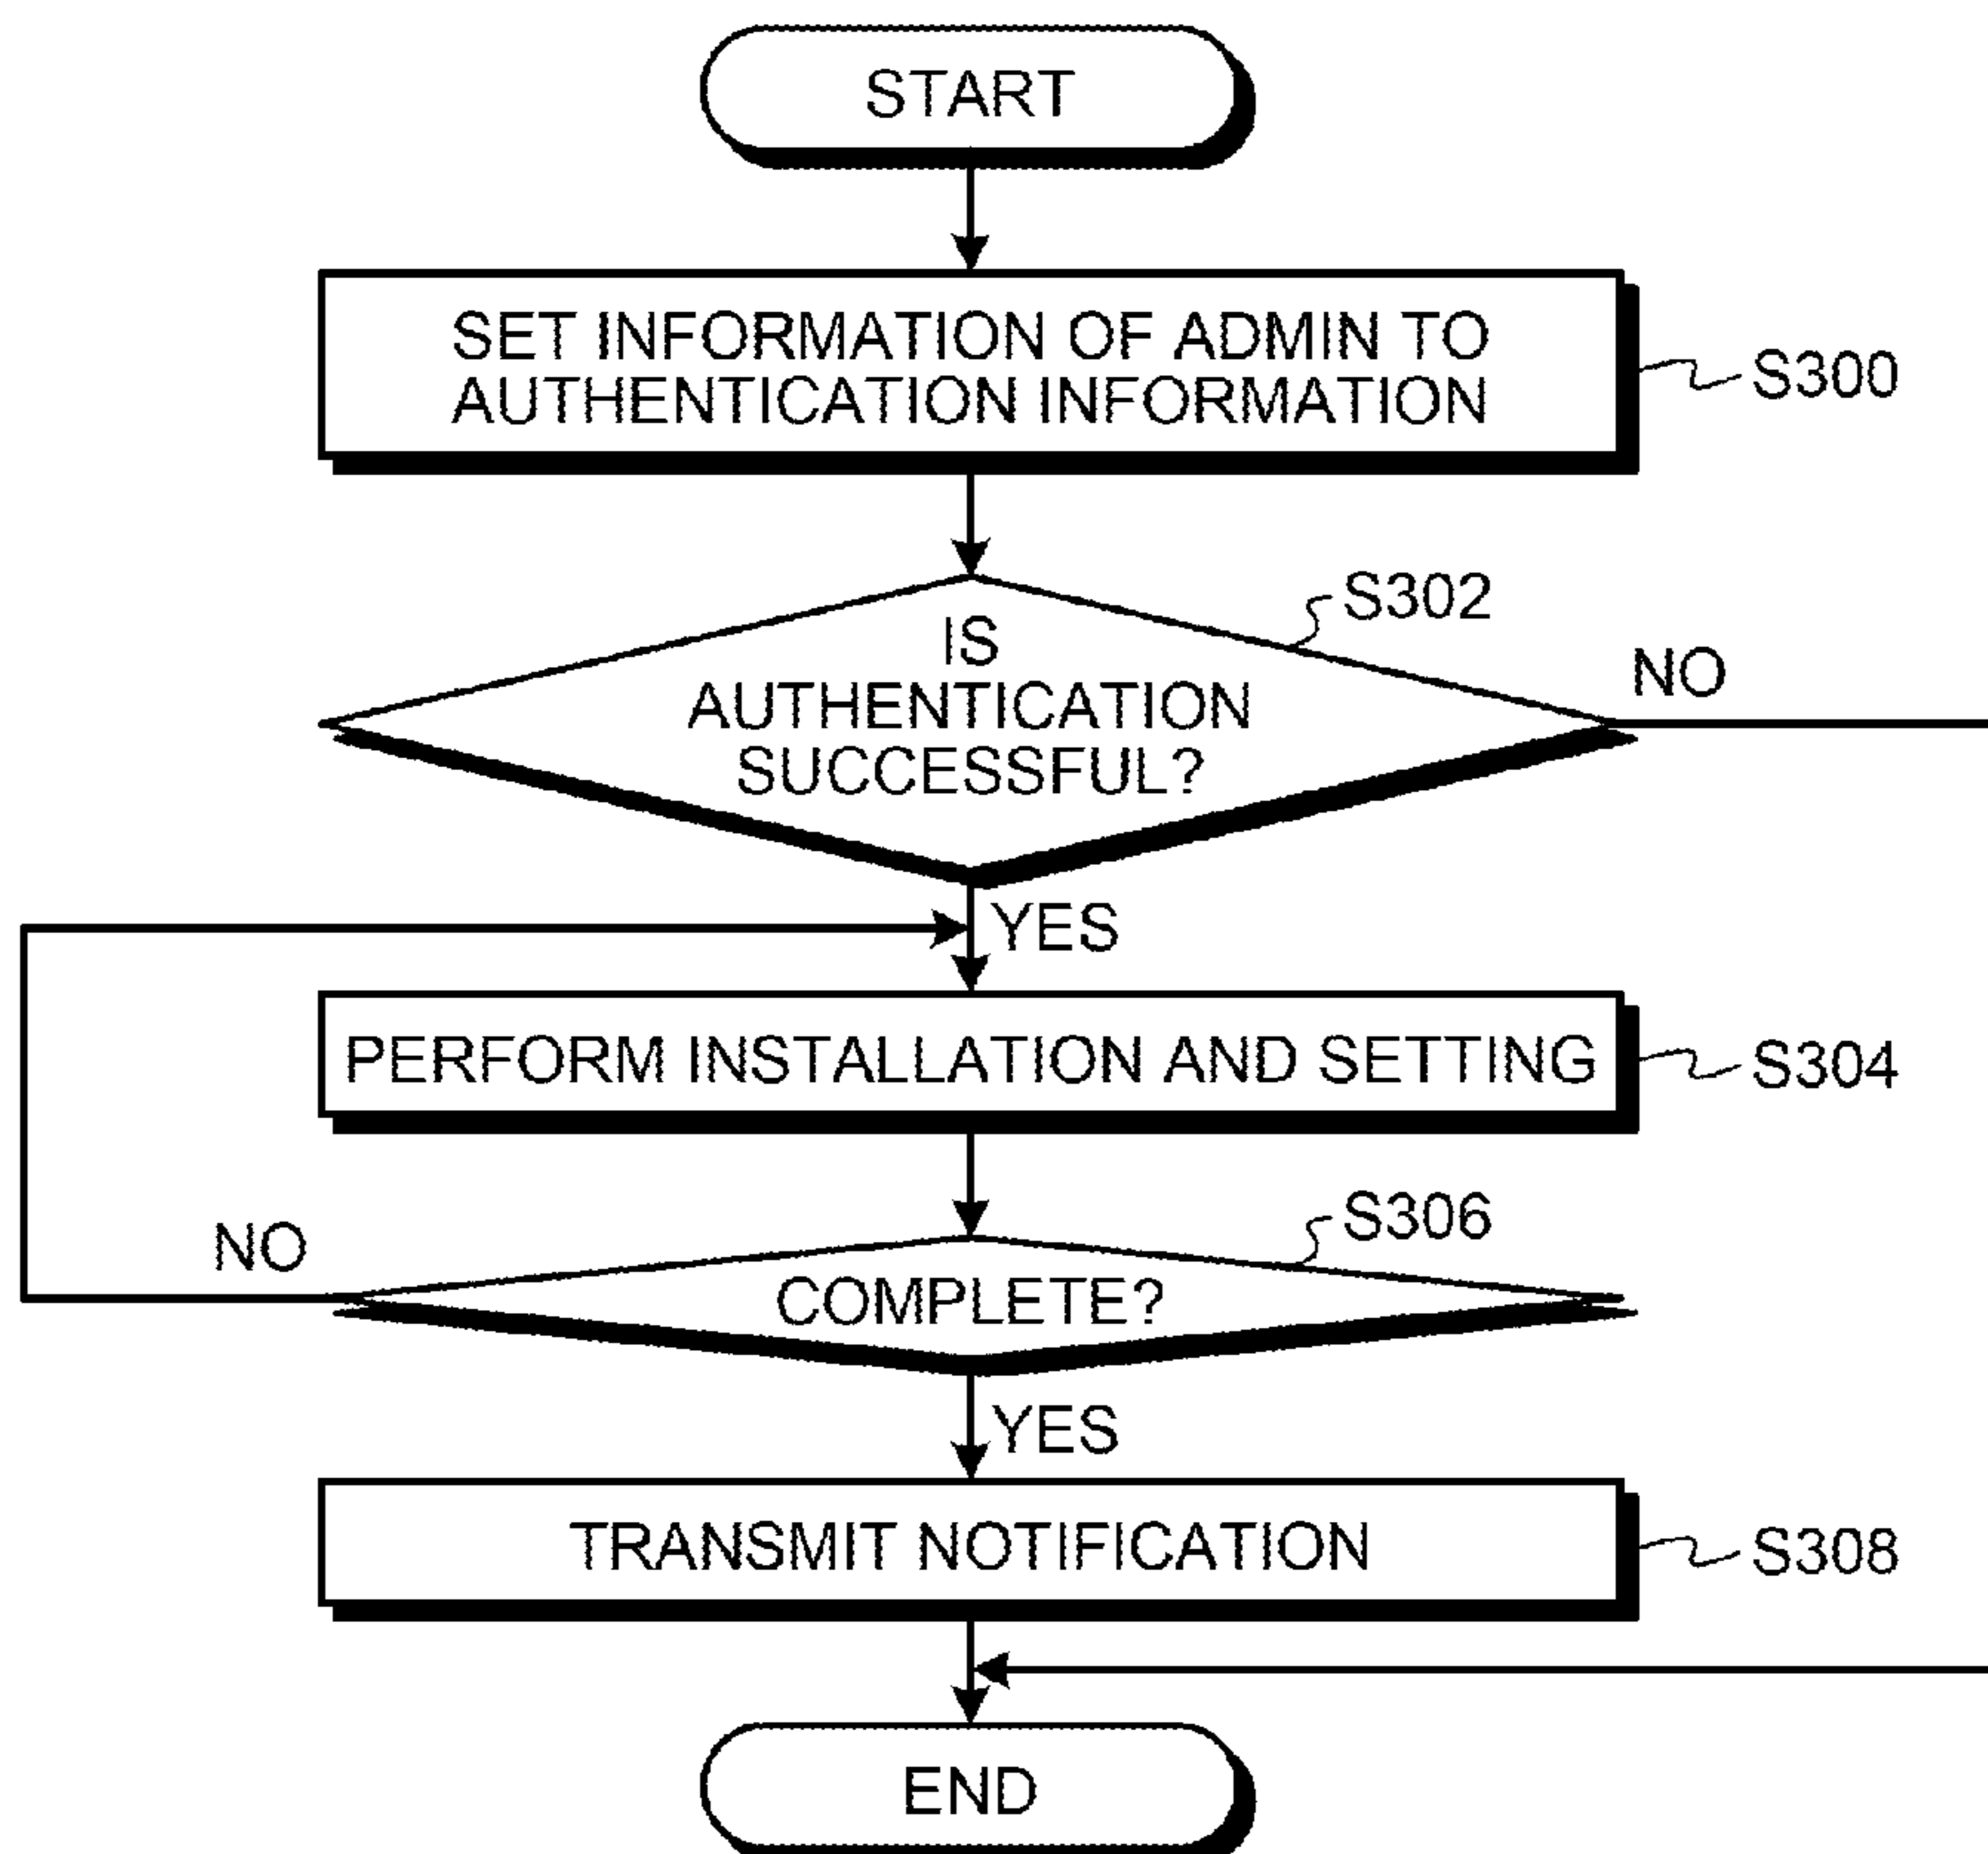 START
SET INFORMATION OF ADMIN TO
AUTHENTICATION INFORMATION
S300
S302
IS
AUTHENTICATION
SUCCESSFUL?
NO
YES
PERFORM INSTALLATION AND SETTING
S304
S306
NO
COMPLETE?
YES
TRANSMIT NOTIFICATION
S308
END